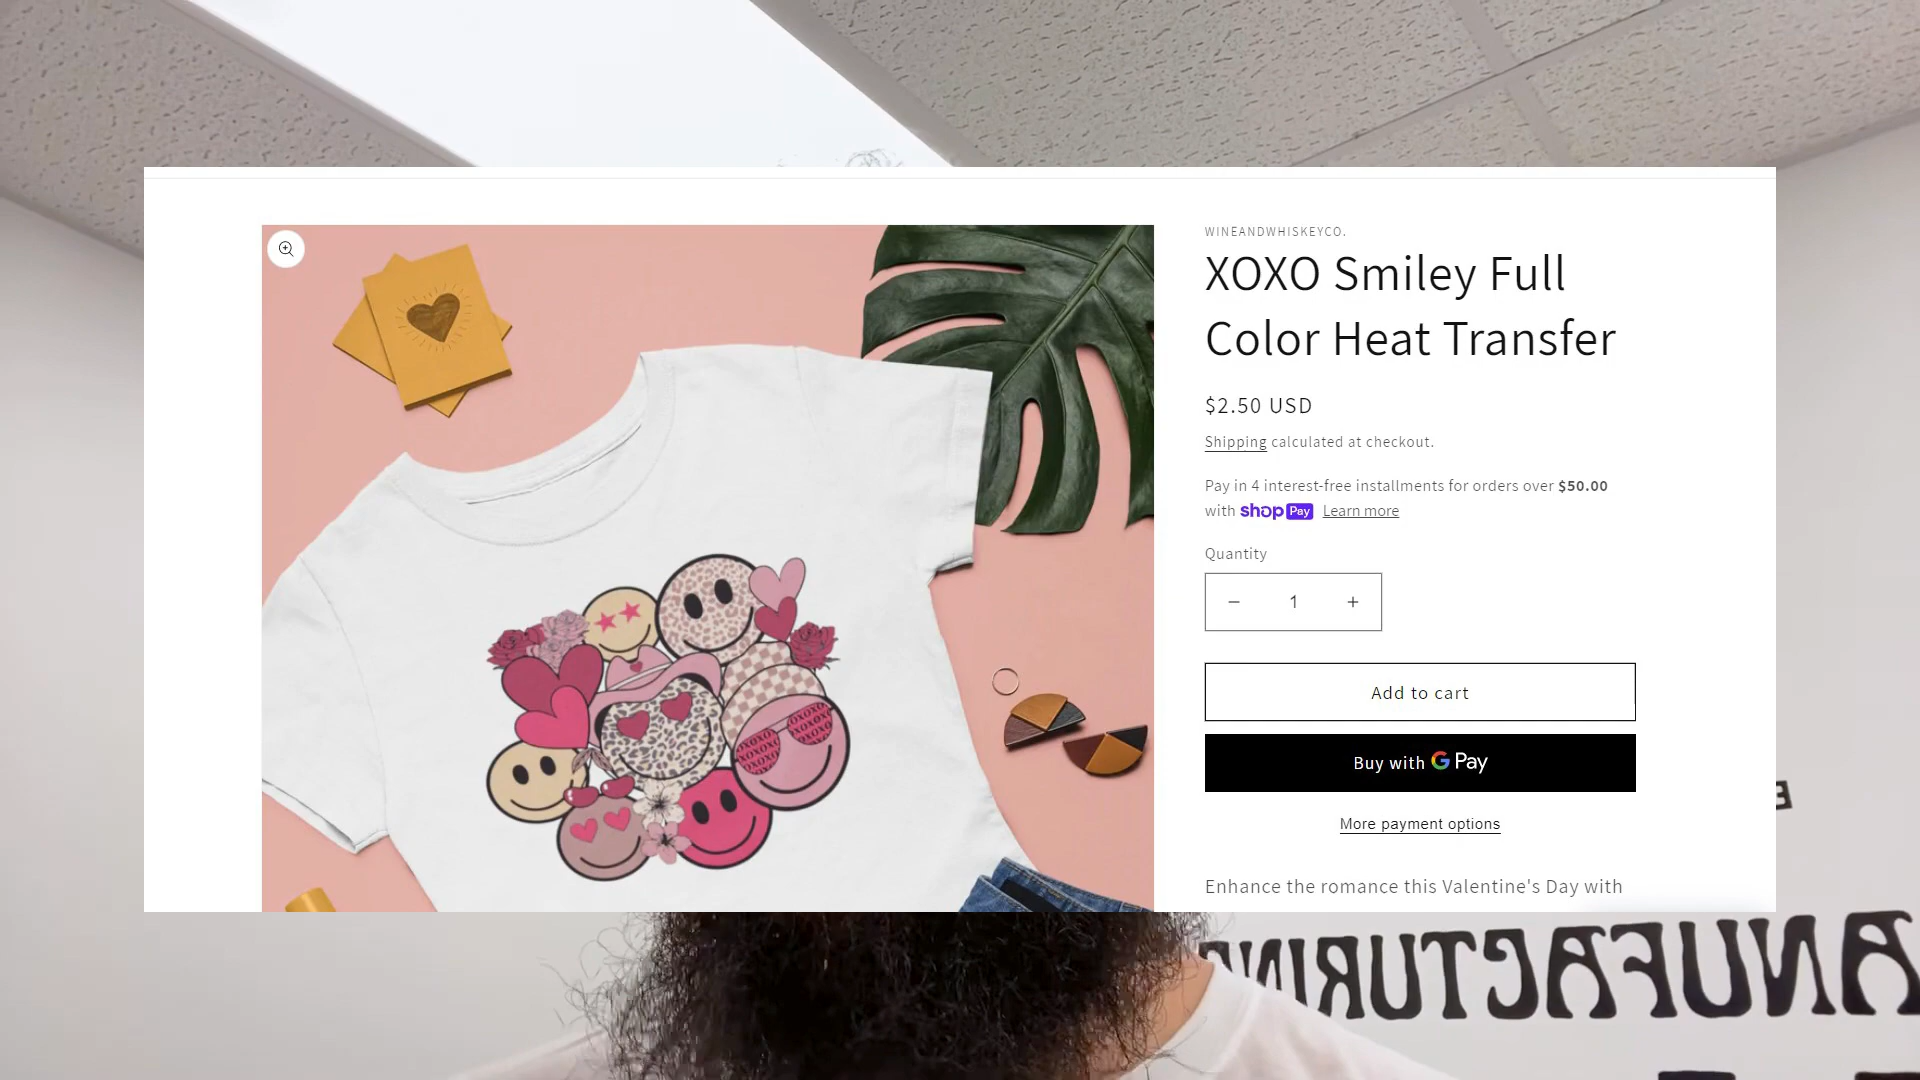 WINEANDWHISKEYCO.
XOXO Smiley Full
Color Heat Transfer
$2.50 USD
Shipping calculated at checkout.
Pay in 4 interest-free installments for orders over $50.00
with shop Pay Learn more
Quantity
− 1 +
Add to cart
Buy with G Pay
More payment options
Enhance the romance this Valentine's Day with
XOXOXO
ANUFACTURING